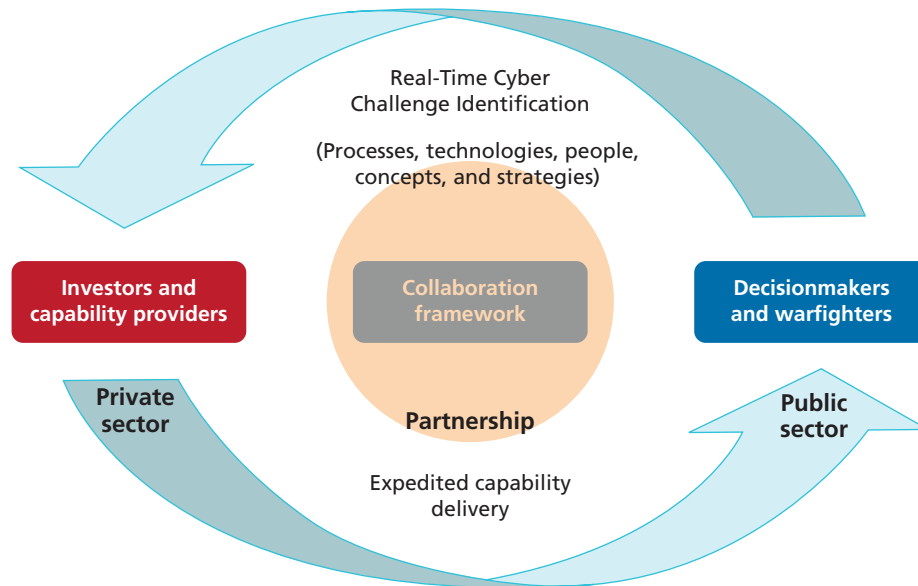 Real-Time Cyber
Challenge Identification
(Processes, technologies, people,
concepts, and strategies)
Investors and
capability providers
Collaboration
framework
Decisionmakers
and warfighters
Private
sector
Partnership
Public
sector
Expedited capability
delivery